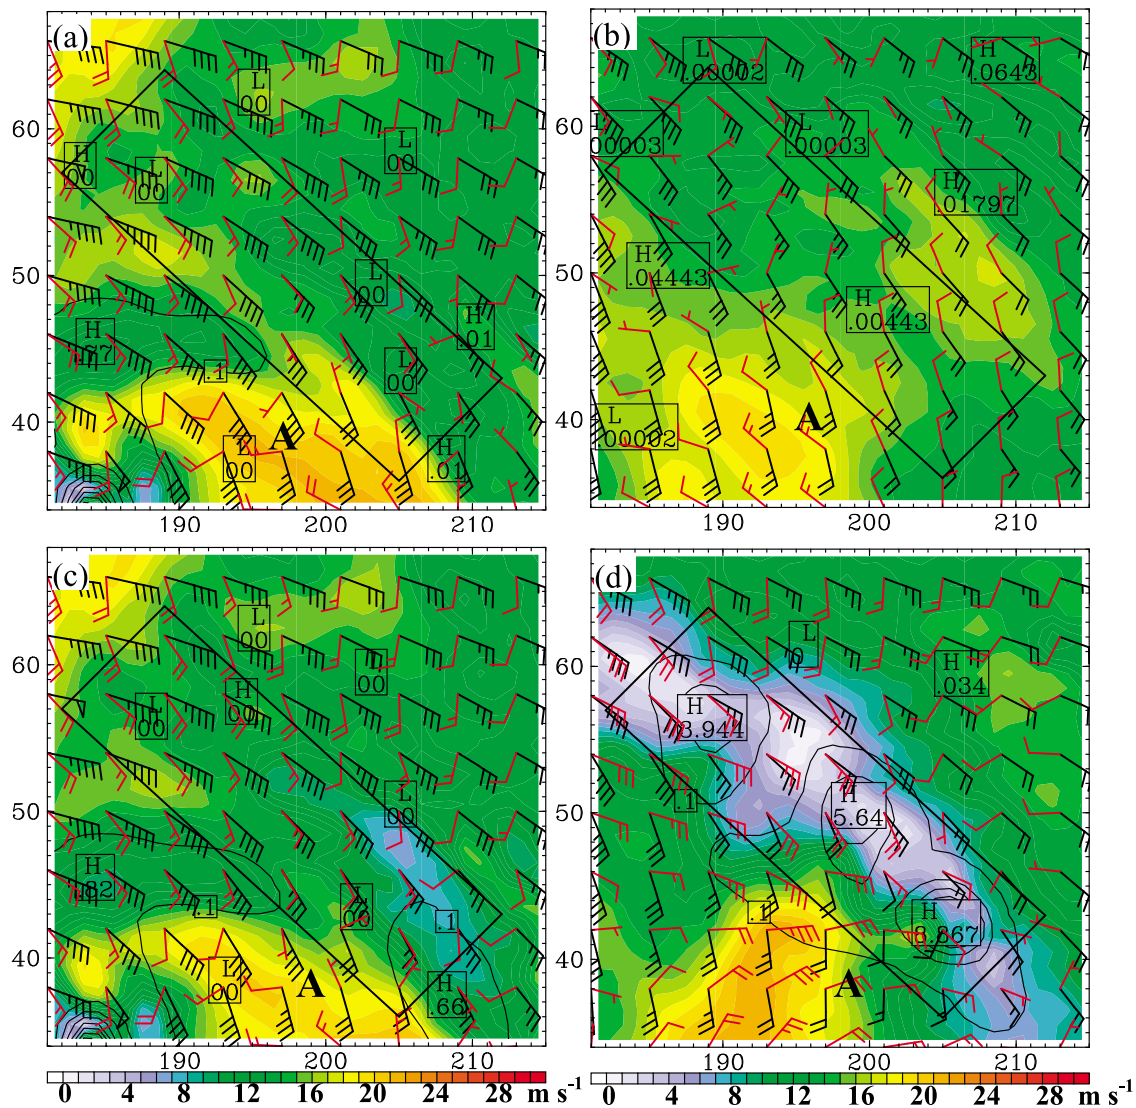 (a)
L
00
60
L
00
H
00
L
00
50
L
00
H
.01
H
.77
L
00
.1
40
A
L
00
H
.01
190
200
210
(b)
L
.00002
H
.0643
60
L
00003
L
.00003
H
.01797
50
H
.04443
H
.00443
40
L
.00002
A
190
200
210
(c)
L
00
60
L
00
L
00
H
00
50
L
00
H
.82
L
00
.1
.1
40
L
00
A
H
.66
190
200
210
(d)
60
L
0
H
.034
H
3.944
50
.1
H
5.64
.1
H
8.867
40
A
190
200
210
0 4 8 12 16 20 24 28 m s⁻¹
0 4 8 12 16 20 24 28 m s⁻¹